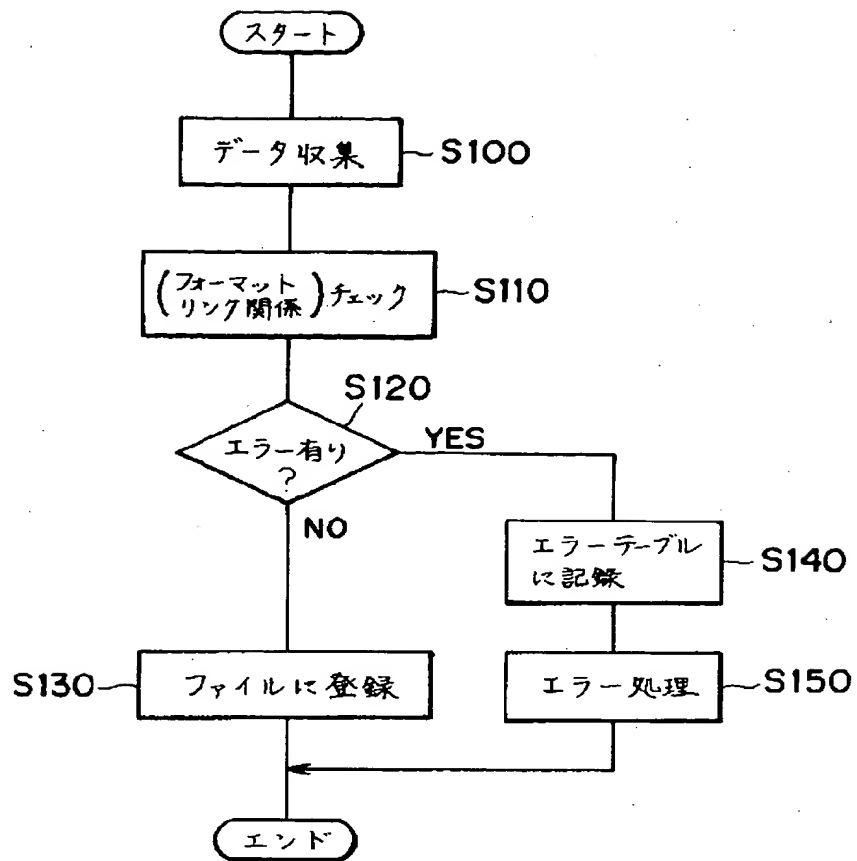 スタート
データ収集
S100
(フォーマット
リンク関係)チェック
S110
S120
エラー有り
?
YES
NO
エラーテーブル
に記録
S140
S130
ファイルに登録
エラー処理
S150
エンド